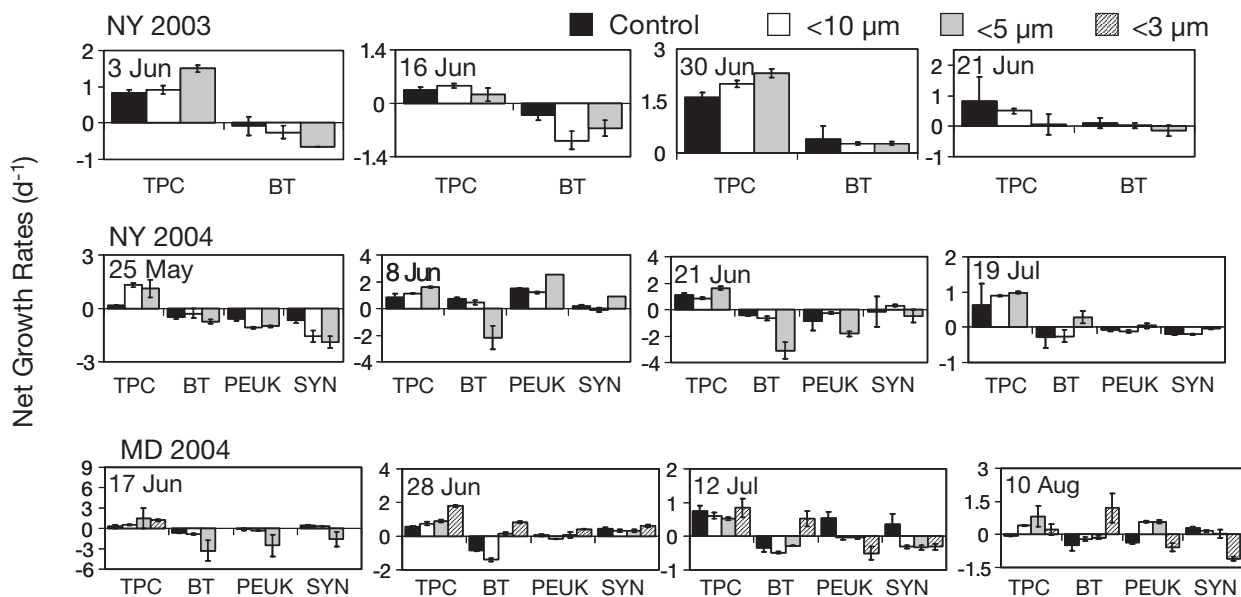 NY 2003
Control <10 µm <5 µm <3 µm
Net Growth Rates (d⁻¹)
3 Jun
2
1
0
-1
TPC BT
16 Jun
1.4
0
-1.4
TPC BT
30 Jun
3
1.5
0
TPC BT
21 Jun
2
1
0
-1
TPC BT
NY 2004
25 May
3
0
-3
TPC BT PEUK SYN
8 Jun
4
2
0
-2
-4
TPC BT PEUK SYN
21 Jun
4
2
0
-2
-4
TPC BT PEUK SYN
19 Jul
2
1
0
-1
TPC BT PEUK SYN
MD 2004
17 Jun
9
6
3
0
-3
-6
TPC BT PEUK SYN
28 Jun
4
2
0
-2
TPC BT PEUK SYN
12 Jul
2
1
0
-1
TPC BT PEUK SYN
10 Aug
3
1.5
0
-1.5
TPC BT PEUK SYN